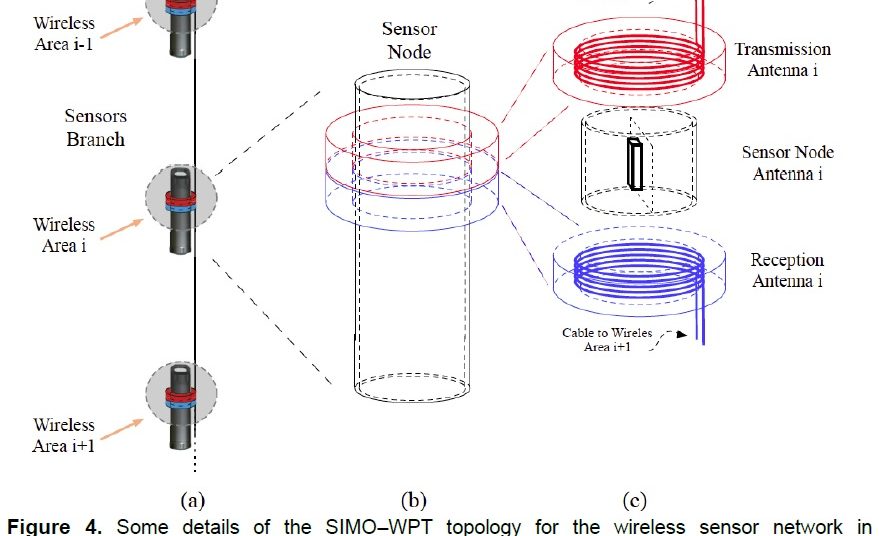 Wireless
Area i-1
Sensors
Branch
Wireless
Area i
Wireless
Area i+1
(a)
Sensor
Node
(b)
Transmission
Antenna i
Sensor Node
Antenna i
Reception
Antenna i
Cable to Wireles
Area i+1
(c)
Figure 4. Some details of the SIMO–WPT topology for the wireless sensor network in